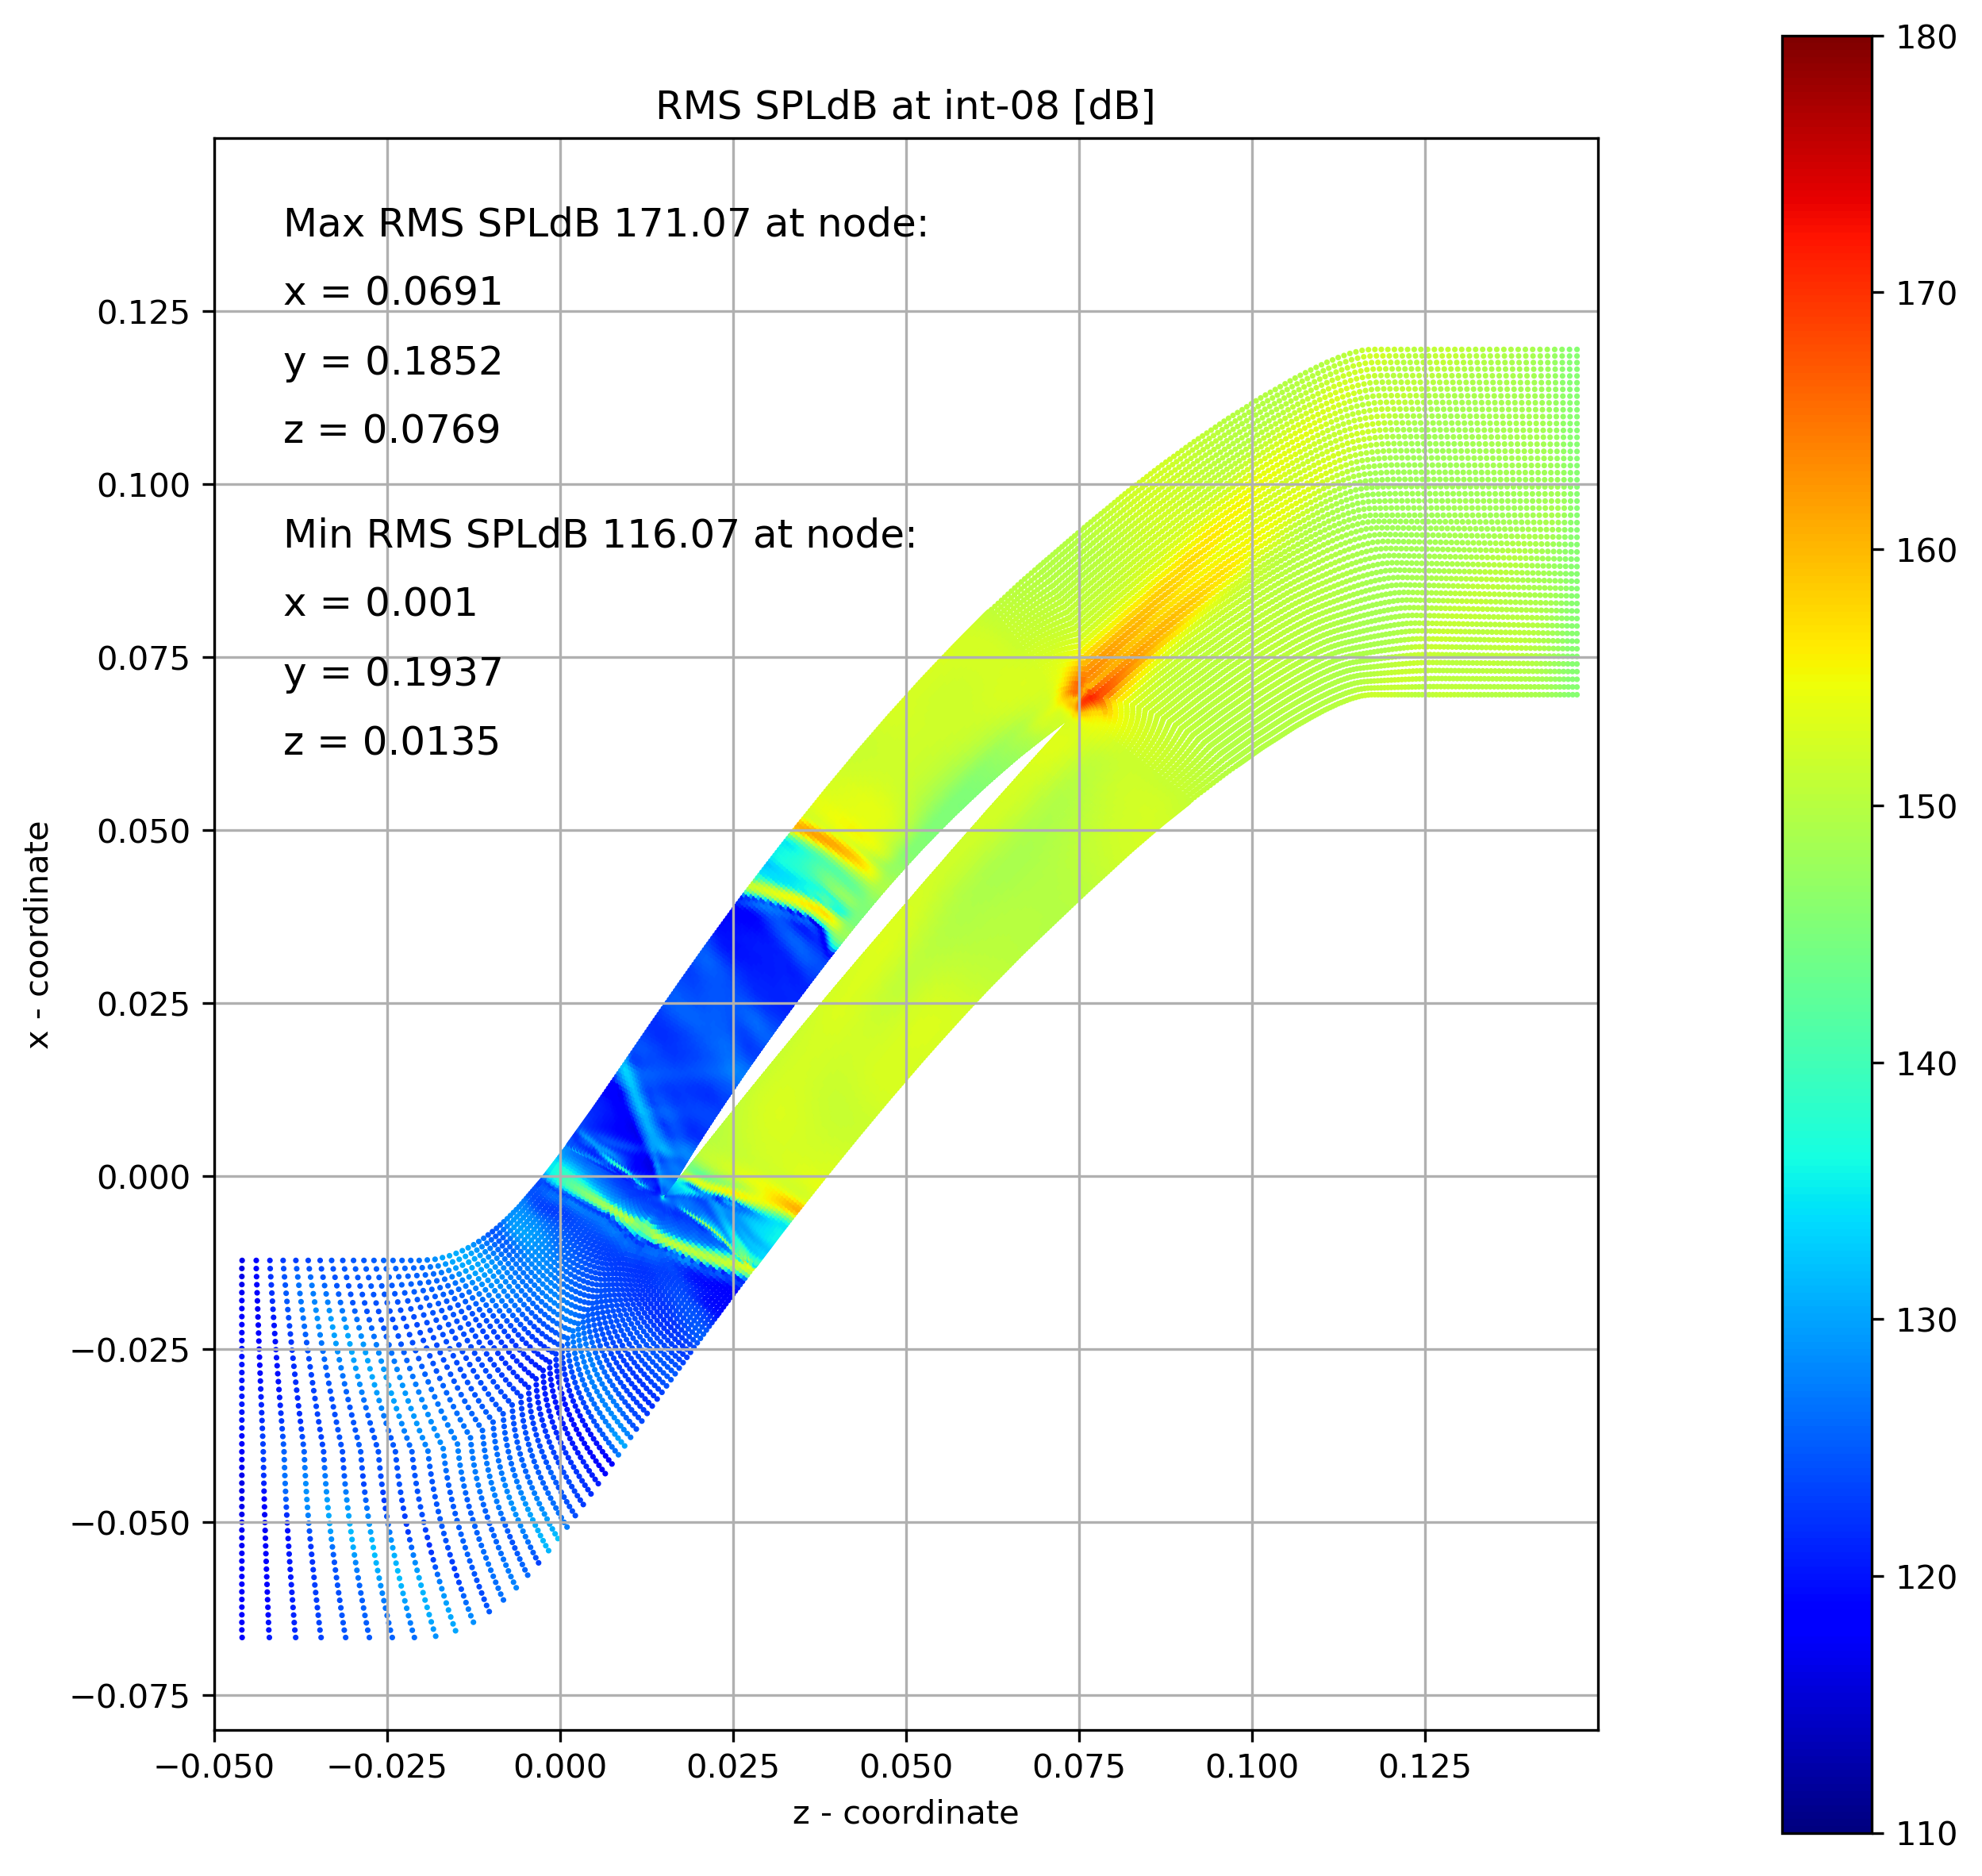 RMS SPLdB at int-08 [dB]
Max RMS SPLdB 171.07 at node:
x = 0.0691
y = 0.1852
z = 0.0769
Min RMS SPLdB 116.07 at node:
x = 0.001
y = 0.1937
z = 0.0135
x - coordinate
0.125
0.100
0.075
0.050
0.025
0.000
−0.025
−0.050
−0.075
−0.050 −0.025 0.000 0.025 0.050 0.075 0.100 0.125
z - coordinate
180
170
160
150
140
130
120
110